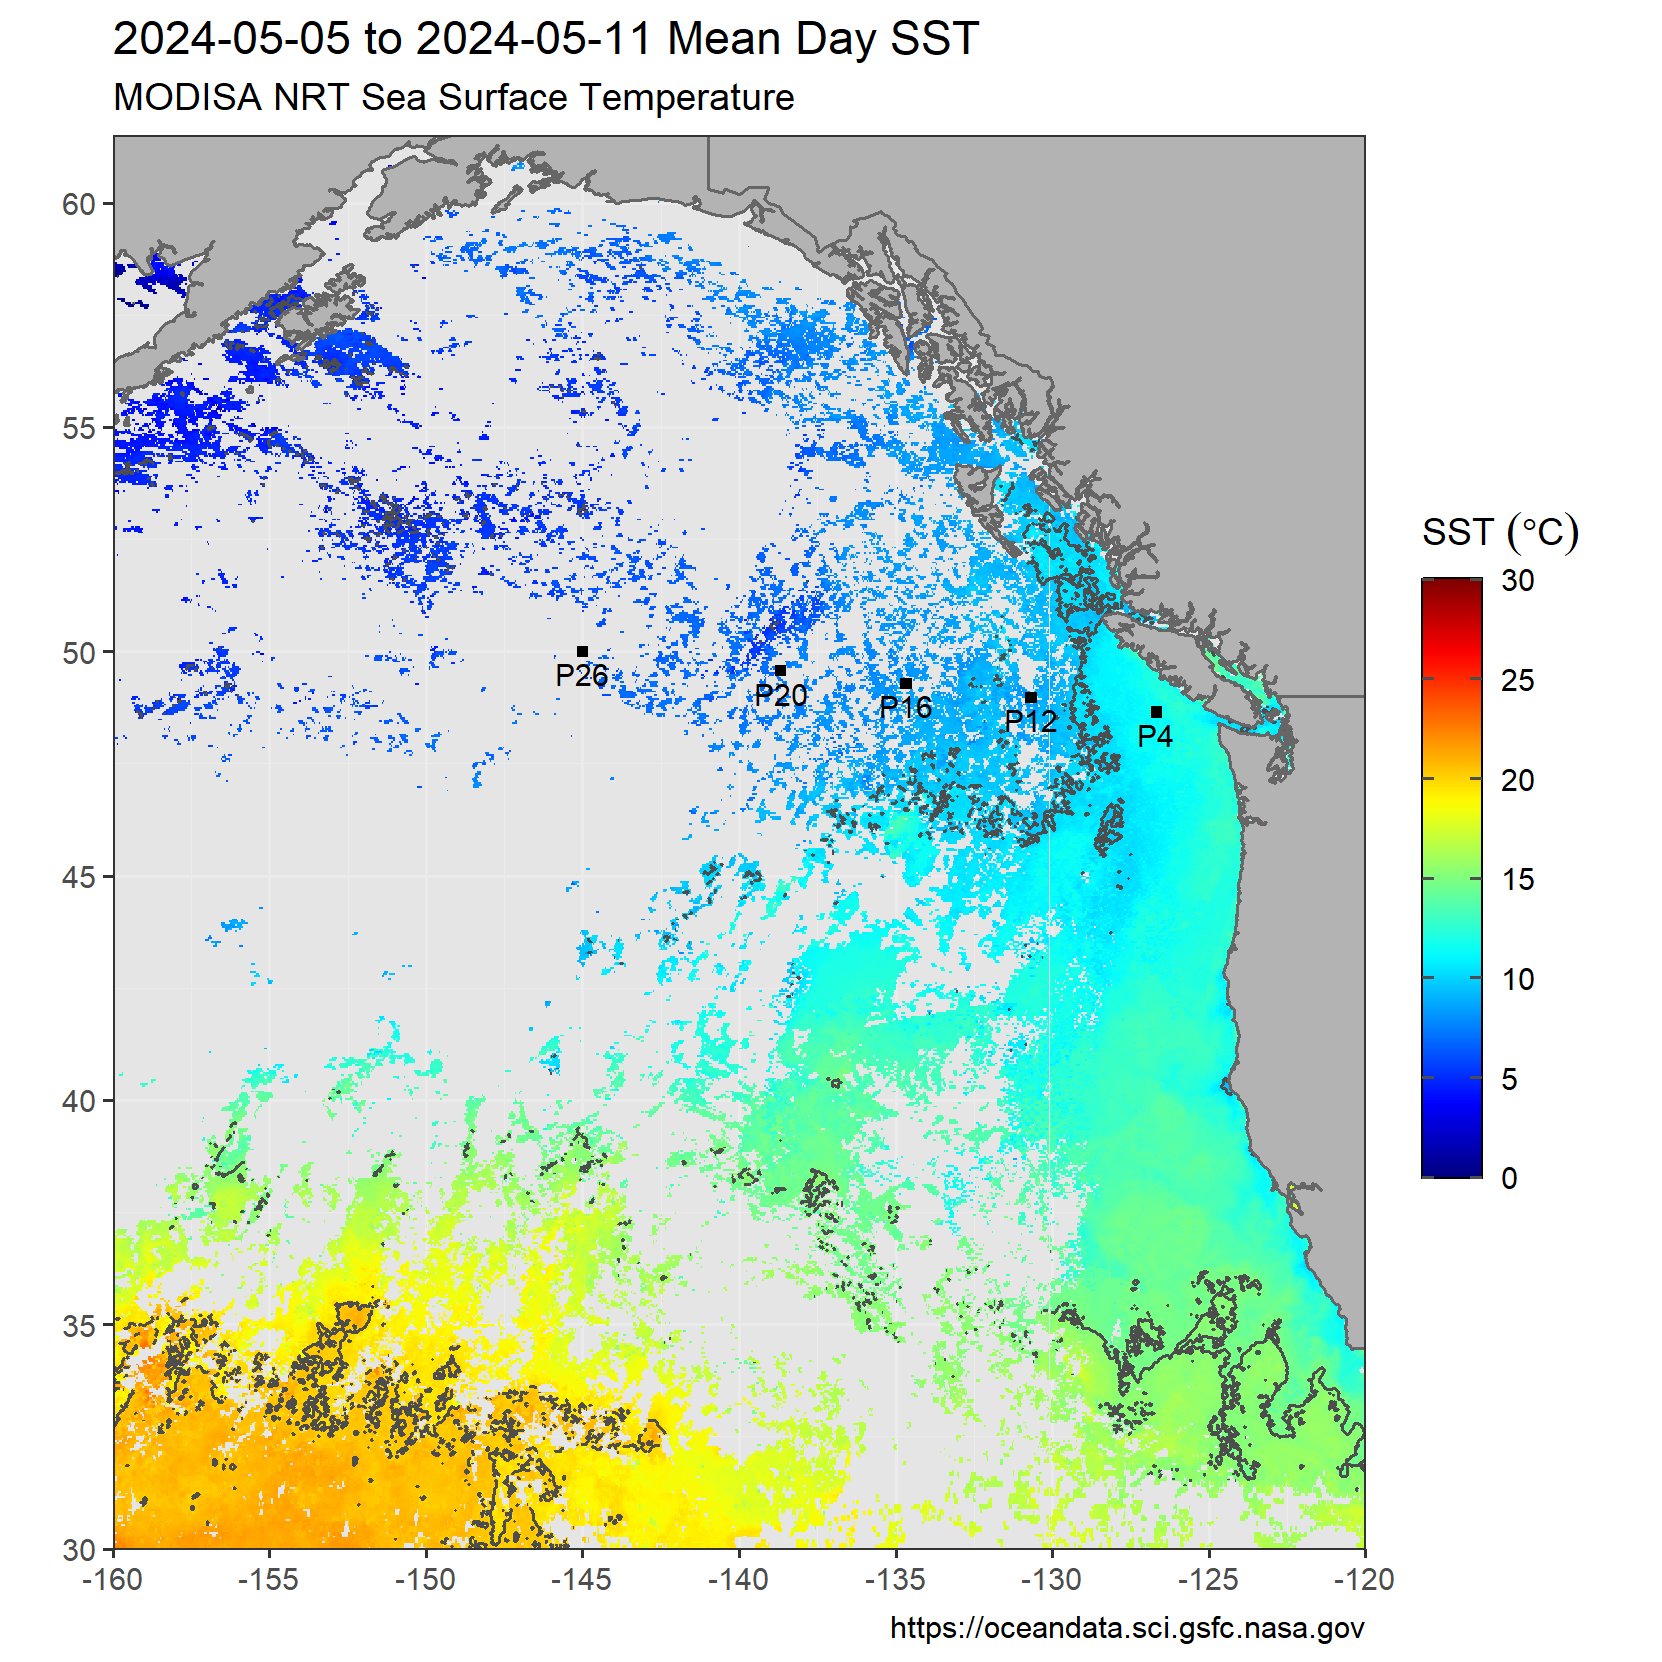 2024-05-05 to 2024-05-11 Mean Day SST
MODISA NRT Sea Surface Temperature
60
55
50
45
40
35
30
-160
-155
-150
-145
-140
-135
-130
-125
-120
P26
P20
P16
P12
P4
SST (°C)
30
25
20
15
10
5
0
https://oceandata.sci.gsfc.nasa.gov